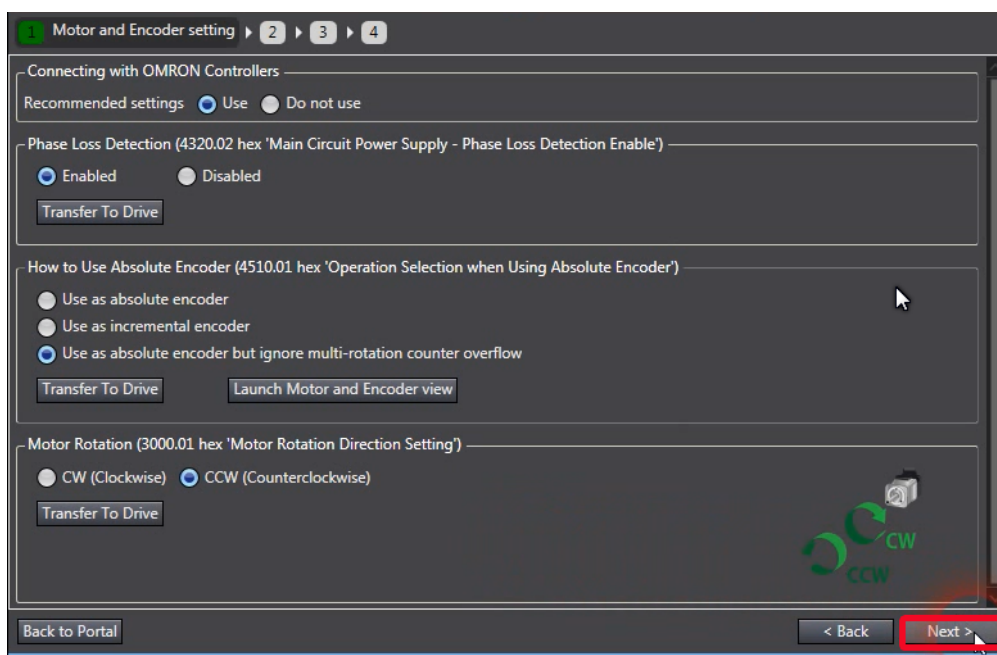 1 Motor and Encoder setting 2 3 4
Connecting with OMRON Controllers
Recommended settings Use Do not use
Phase Loss Detection (4320.02 hex 'Main Circuit Power Supply - Phase Loss Detection Enable')
Enabled Disabled
Transfer To Drive
How to Use Absolute Encoder (4510.01 hex 'Operation Selection when Using Absolute Encoder')
Use as absolute encoder
Use as incremental encoder
Use as absolute encoder but ignore multi-rotation counter overflow
Transfer To Drive Launch Motor and Encoder view
Motor Rotation (3000.01 hex 'Motor Rotation Direction Setting')
CW (Clockwise) CCW (Counterclockwise)
Transfer To Drive
CW
CCW
Back to Portal < Back Next >